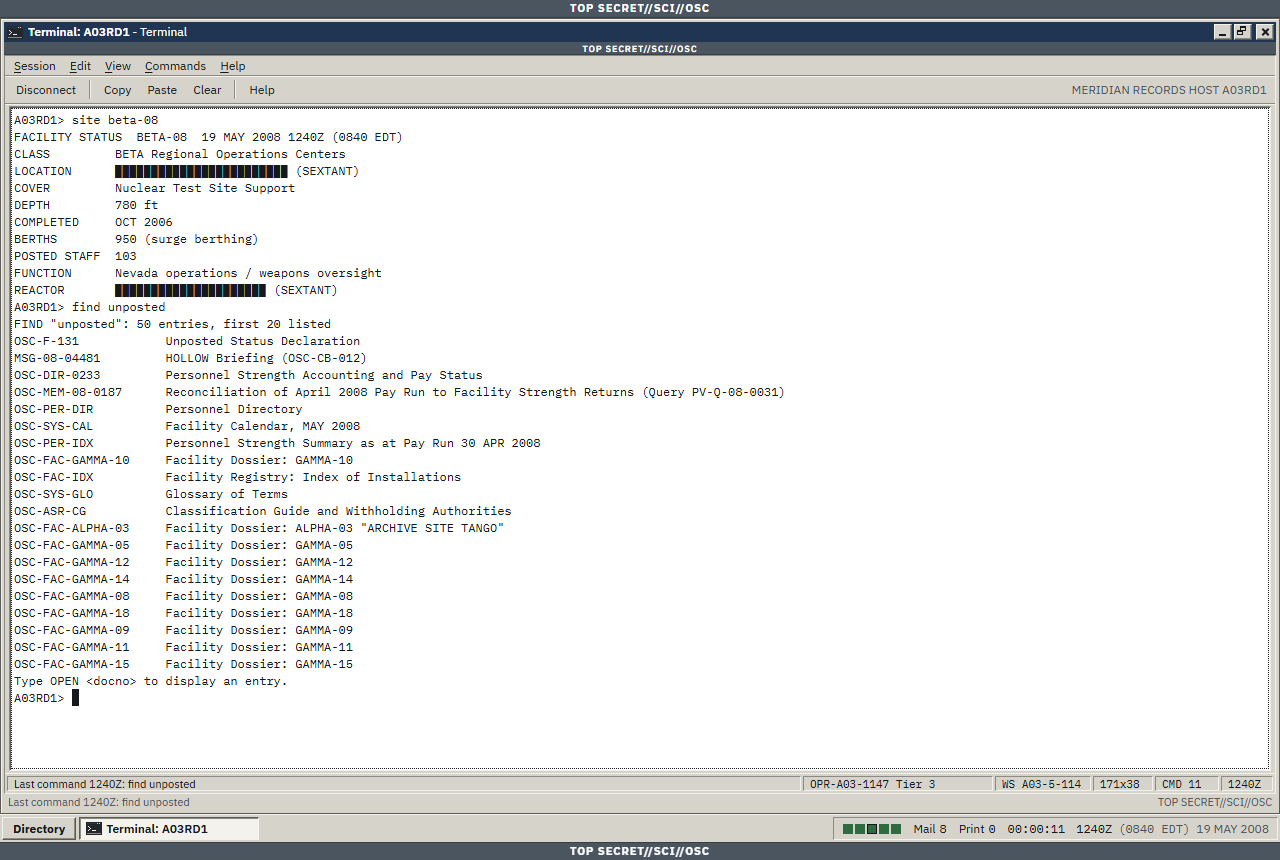 TOP SECRET//SCI//OSC
Terminal: A03RD1 - Terminal
TOP SECRET//SCI//OSC
Session Edit View Commands Help
Disconnect Copy Paste Clear Help MERIDIAN RECORDS HOST A03RD1
A03RD1> site beta-08
FACILITY STATUS BETA-08 19 MAY 2008 1240Z (0840 EDT)
CLASS BETA Regional Operations Centers
LOCATION (SEXTANT)
COVER Nuclear Test Site Support
DEPTH 780 ft
COMPLETED OCT 2006
BERTHS 950 (surge berthing)
POSTED STAFF 103
FUNCTION Nevada operations / weapons oversight
REACTOR (SEXTANT)
A03RD1> find unposted
FIND "unposted": 50 entries, first 20 listed
OSC-F-131 Unposted Status Declaration
MSG-08-04481 HOLLOW Briefing (OSC-CB-012)
OSC-DIR-0233 Personnel Strength Accounting and Pay Status
OSC-MEM-08-0187 Reconciliation of April 2008 Pay Run to Facility Strength Returns (Query PV-Q-08-0031)
OSC-PER-DIR Personnel Directory
OSC-SYS-CAL Facility Calendar, MAY 2008
OSC-PER-IDX Personnel Strength Summary as at Pay Run 30 APR 2008
OSC-FAC-GAMMA-10 Facility Dossier: GAMMA-10
OSC-FAC-IDX Facility Registry: Index of Installations
OSC-SYS-GLO Glossary of Terms
OSC-ASR-CG Classification Guide and Withholding Authorities
OSC-FAC-ALPHA-03 Facility Dossier: ALPHA-03 "ARCHIVE SITE TANGO"
OSC-FAC-GAMMA-05 Facility Dossier: GAMMA-05
OSC-FAC-GAMMA-12 Facility Dossier: GAMMA-12
OSC-FAC-GAMMA-14 Facility Dossier: GAMMA-14
OSC-FAC-GAMMA-08 Facility Dossier: GAMMA-08
OSC-FAC-GAMMA-18 Facility Dossier: GAMMA-18
OSC-FAC-GAMMA-09 Facility Dossier: GAMMA-09
OSC-FAC-GAMMA-11 Facility Dossier: GAMMA-11
OSC-FAC-GAMMA-15 Facility Dossier: GAMMA-15
Type OPEN <docno> to display an entry.
A03RD1>
Last command 1240Z: find unposted OPR-A03-1147 Tier 3 WS A03-5-114 171x38 CMD 11 1240Z
Last command 1240Z: find unposted TOP SECRET//SCI//OSC
Directory Terminal: A03RD1 Mail 8 Print 0 00:00:11 1240Z (0840 EDT) 19 MAY 2008
TOP SECRET//SCI//OSC